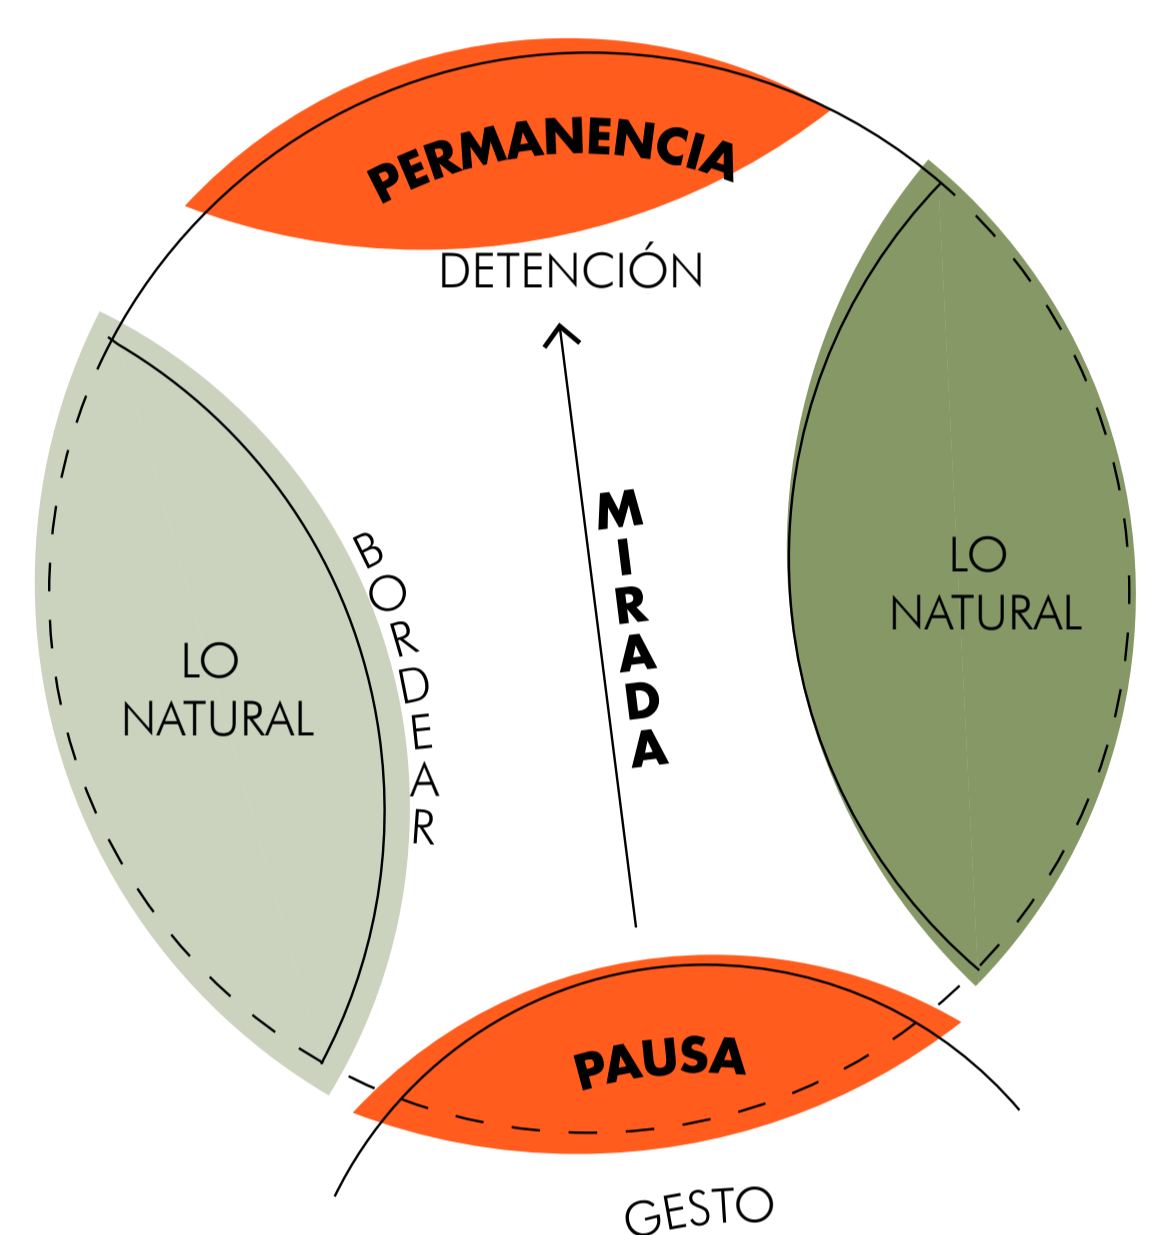 PERMANENCIA
DETENCIÓN
MIRADA
BORDEAR
LO
NATURAL
LO
NATURAL
PAUSA
GESTO